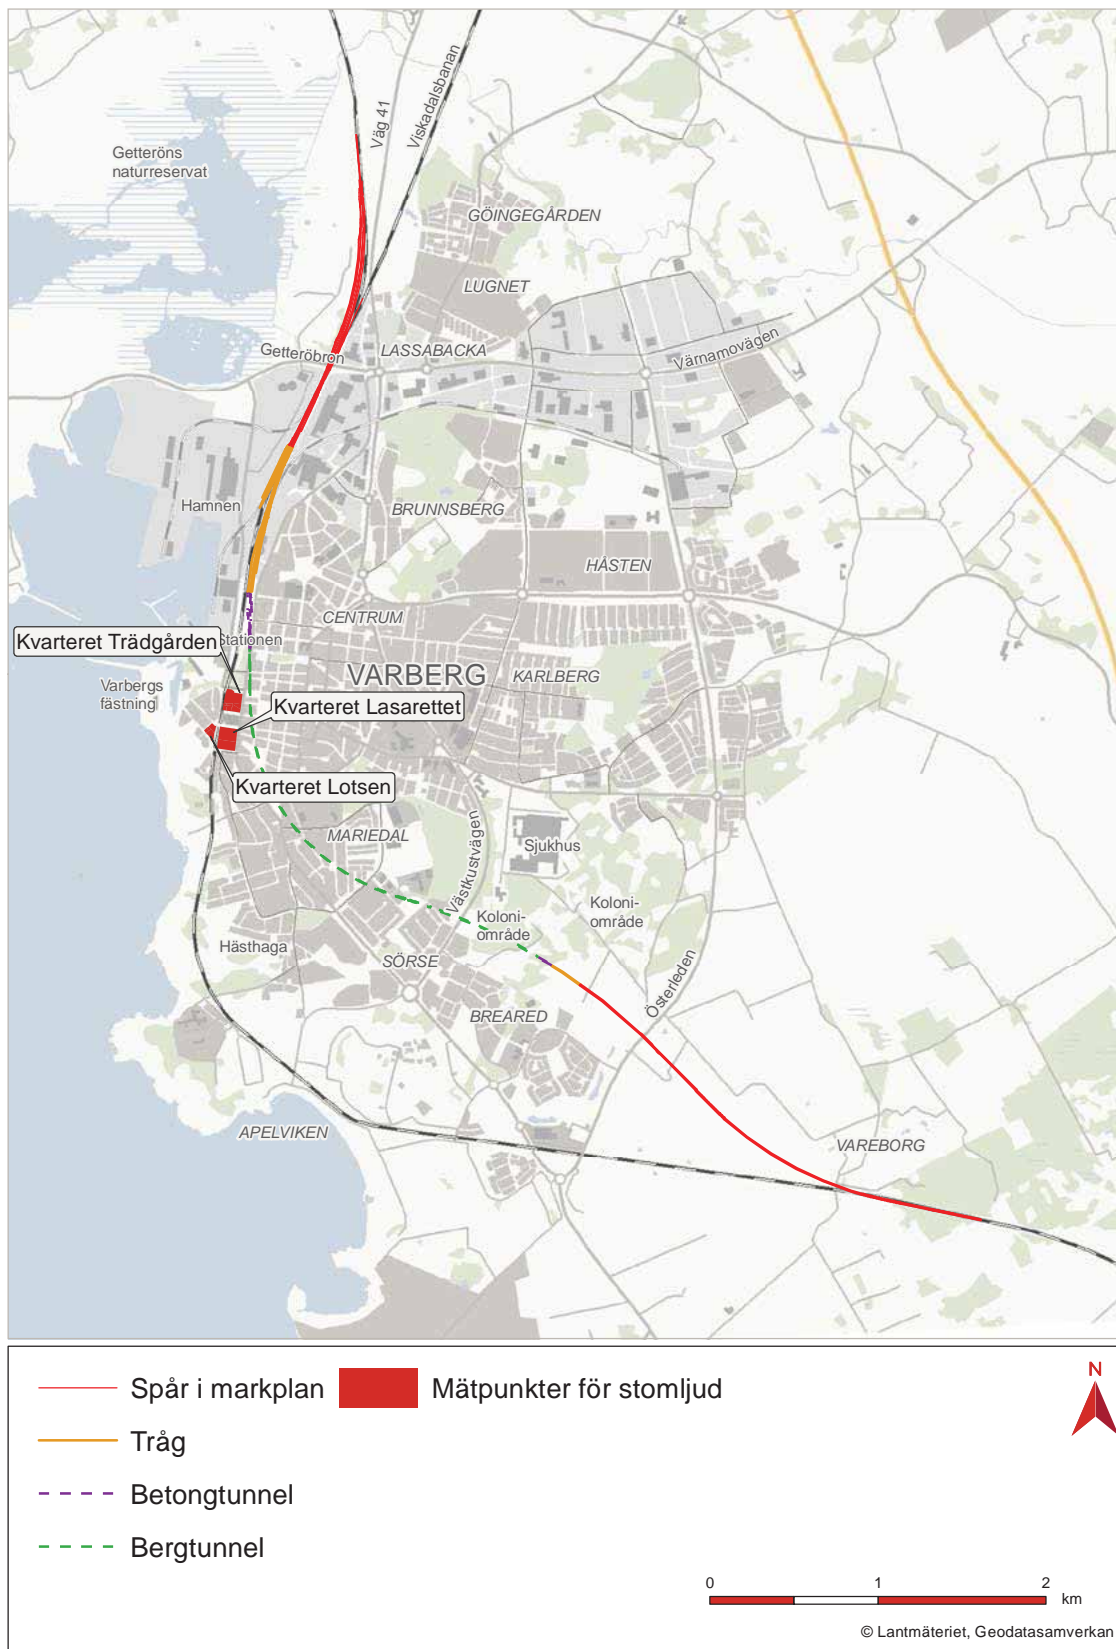 Väg 41
Viskadalsbanan
Getteröns
naturreservat
GÖINGEGÅRDEN
LUGNET
Getteröbron
LASSABACKA
Värnamovägen
Hamnen
BRUNNSBERG
HÅSTEN
CENTRUM
Stationen
Kvarteret Trädgården
VARBERG
KARLBERG
Varbergs
fästning
Kvarteret Lasarettet
Kvarteret Lotsen
MARIEDAL
Västkustvägen
Sjukhus
Koloni-
område
Koloni-
område
Hästhaga
SÖRSE
Österleden
BREARED
APELVIKEN
VAREBORG
Spår i markplan
Mätpunkter för stomljud
Tråg
Betongtunnel
Bergtunnel
N
0 1 2
km
© Lantmäteriet, Geodatasamverkan